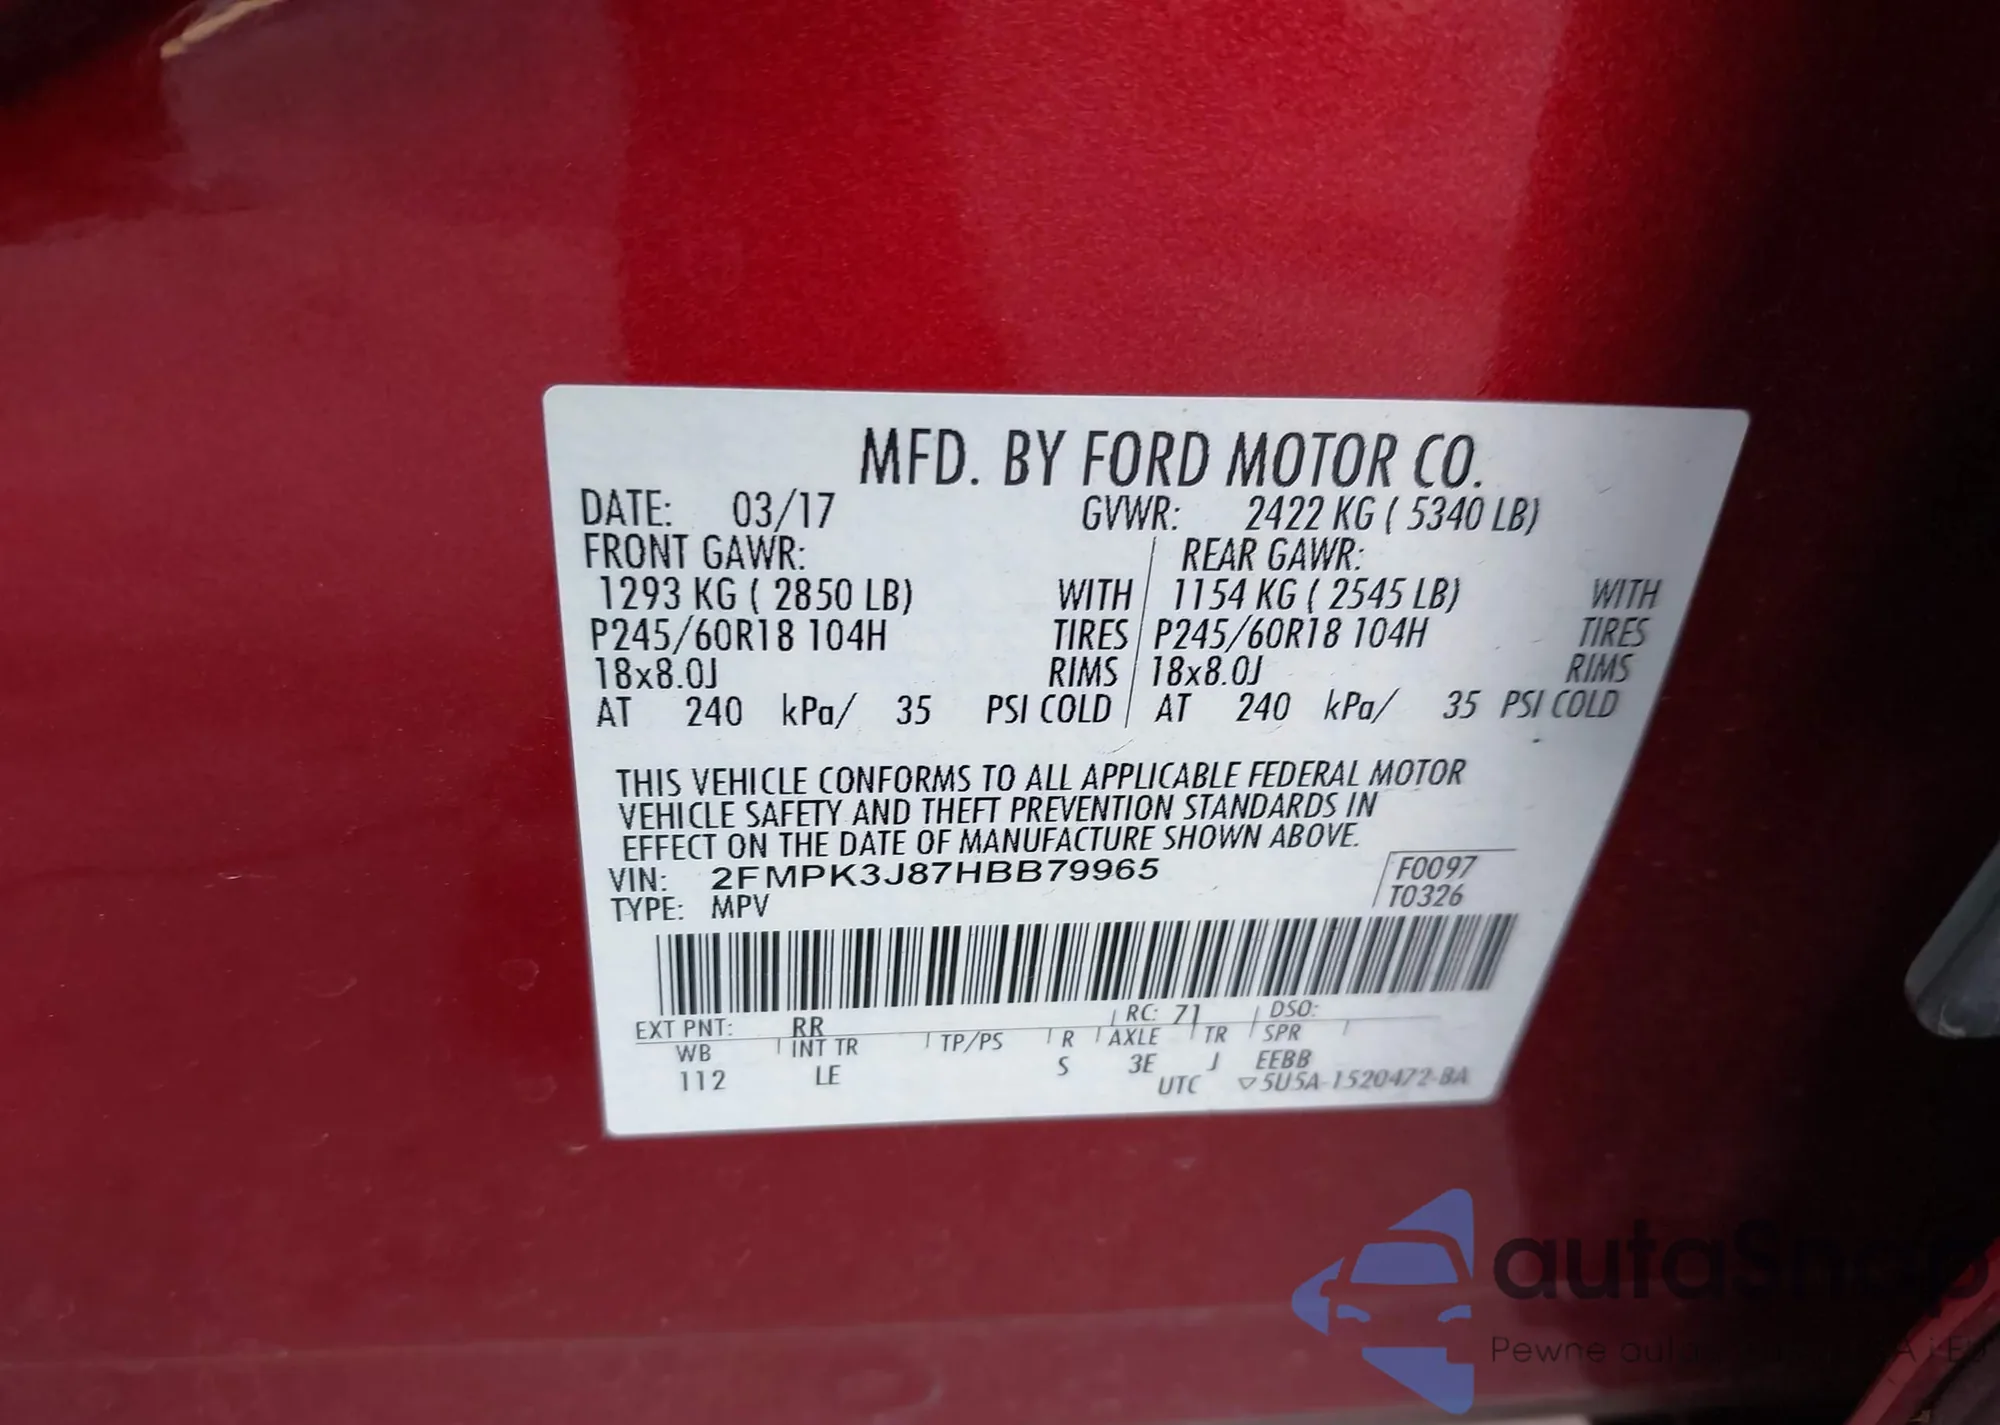 MFD. BY FORD MOTOR CO.
DATE: 03/17 GVWR: 2422 KG ( 5340 LB)
FRONT GAWR: REAR GAWR:
1293 KG ( 2850 LB) WITH 1154 KG ( 2545 LB) WITH
P245/60R18 104H TIRES P245/60R18 104H TIRES
18x8.0J RIMS 18x8.0J RIMS
AT 240 kPa/ 35 PSI COLD AT 240 kPa/ 35 PSI COLD
THIS VEHICLE CONFORMS TO ALL APPLICABLE FEDERAL MOTOR
VEHICLE SAFETY AND THEFT PREVENTION STANDARDS IN
EFFECT ON THE DATE OF MANUFACTURE SHOWN ABOVE.
VIN: 2FMPK3J87HBB79965 F0097
TYPE: MPV T0326
EXT PNT: RR RC: 71 DSO:
WB INT TR TP/PS R AXLE TR SPR
112 LE S 3E J EEBB
UTC ▽5U5A-1520472-BA
autaSnap
Pewne